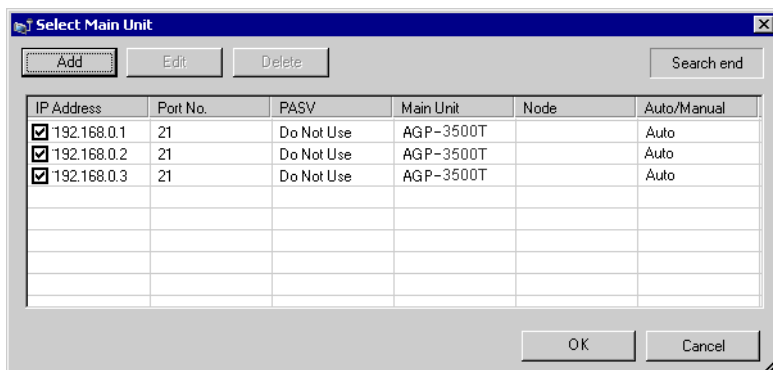 Select Main Unit
Add Edit Delete Search end
IP Address Port No. PASV Main Unit Node Auto/Manual
192.168.0.1 21 Do Not Use AGP-3500T Auto
192.168.0.2 21 Do Not Use AGP-3500T Auto
192.168.0.3 21 Do Not Use AGP-3500T Auto
OK Cancel